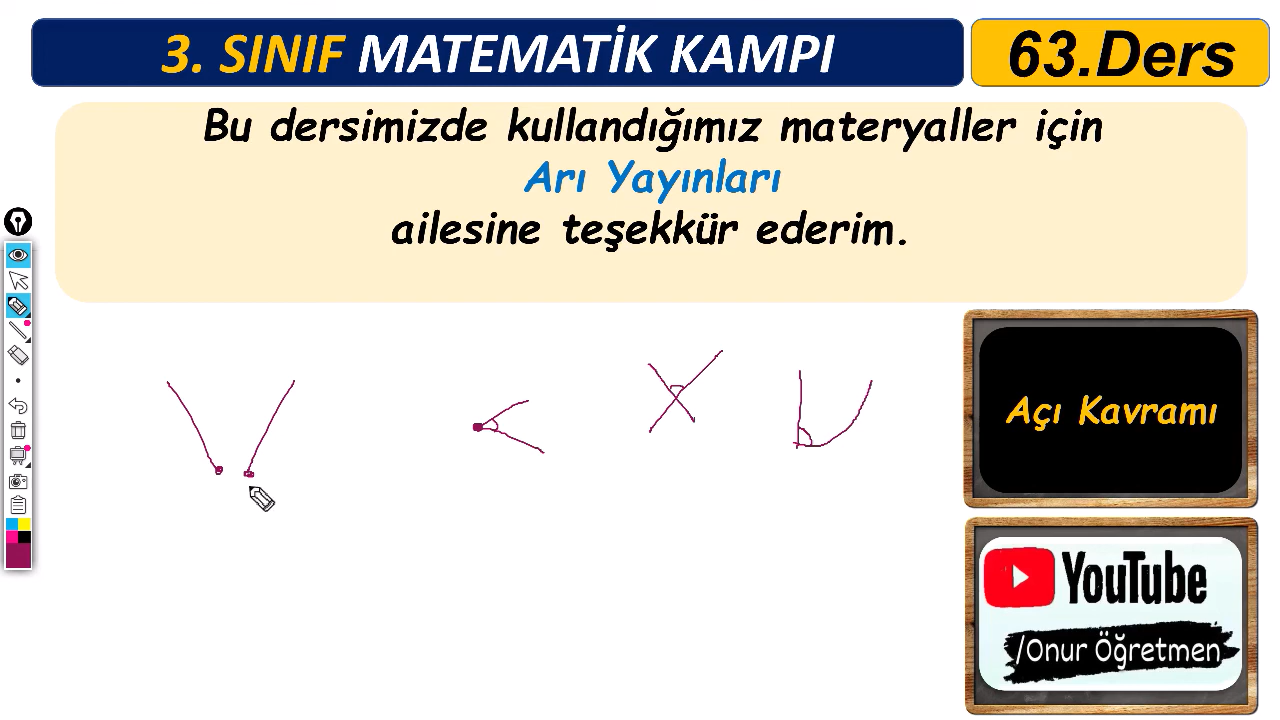 3. SINIF MATEMATİK KAMPI
63.Ders
Bu dersimizde kullandığımız materyaller için
Arı Yayınları
ailesine teşekkür ederim.
Açı Kavramı
YouTube
/Onur Öğretmen